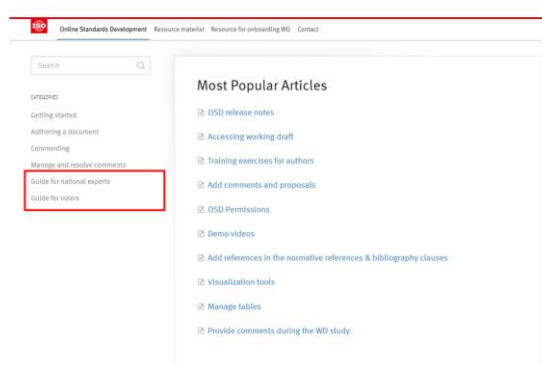 ISO
Online Standards Development Resource material Resource for onboarding WG Contact
Search
CATEGORIES
Getting started
Authoring a document
Commenting
Manage and resolve comments
Guide for national experts
Guide for voters
Most Popular Articles
OSD release notes
Accessing working draft
Training exercises for authors
Add comments and proposals
OSD Permissions
Demo videos
Add references in the normative references & bibliography clauses
Visualization tools
Manage tables
Provide comments during the WD study